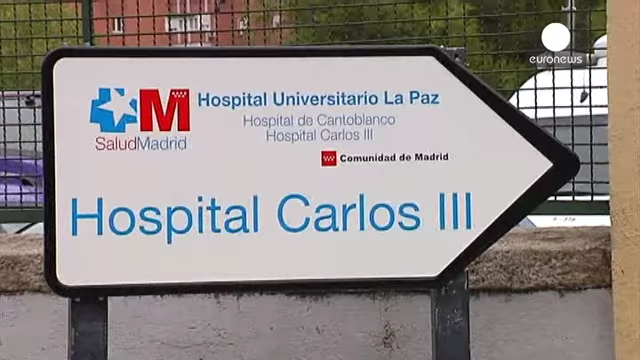 euronews
M
SaludMadrid
Hospital Universitario La Paz
Hospital de Cantoblanco
Hospital Carlos III
Comunidad de Madrid
Hospital Carlos III